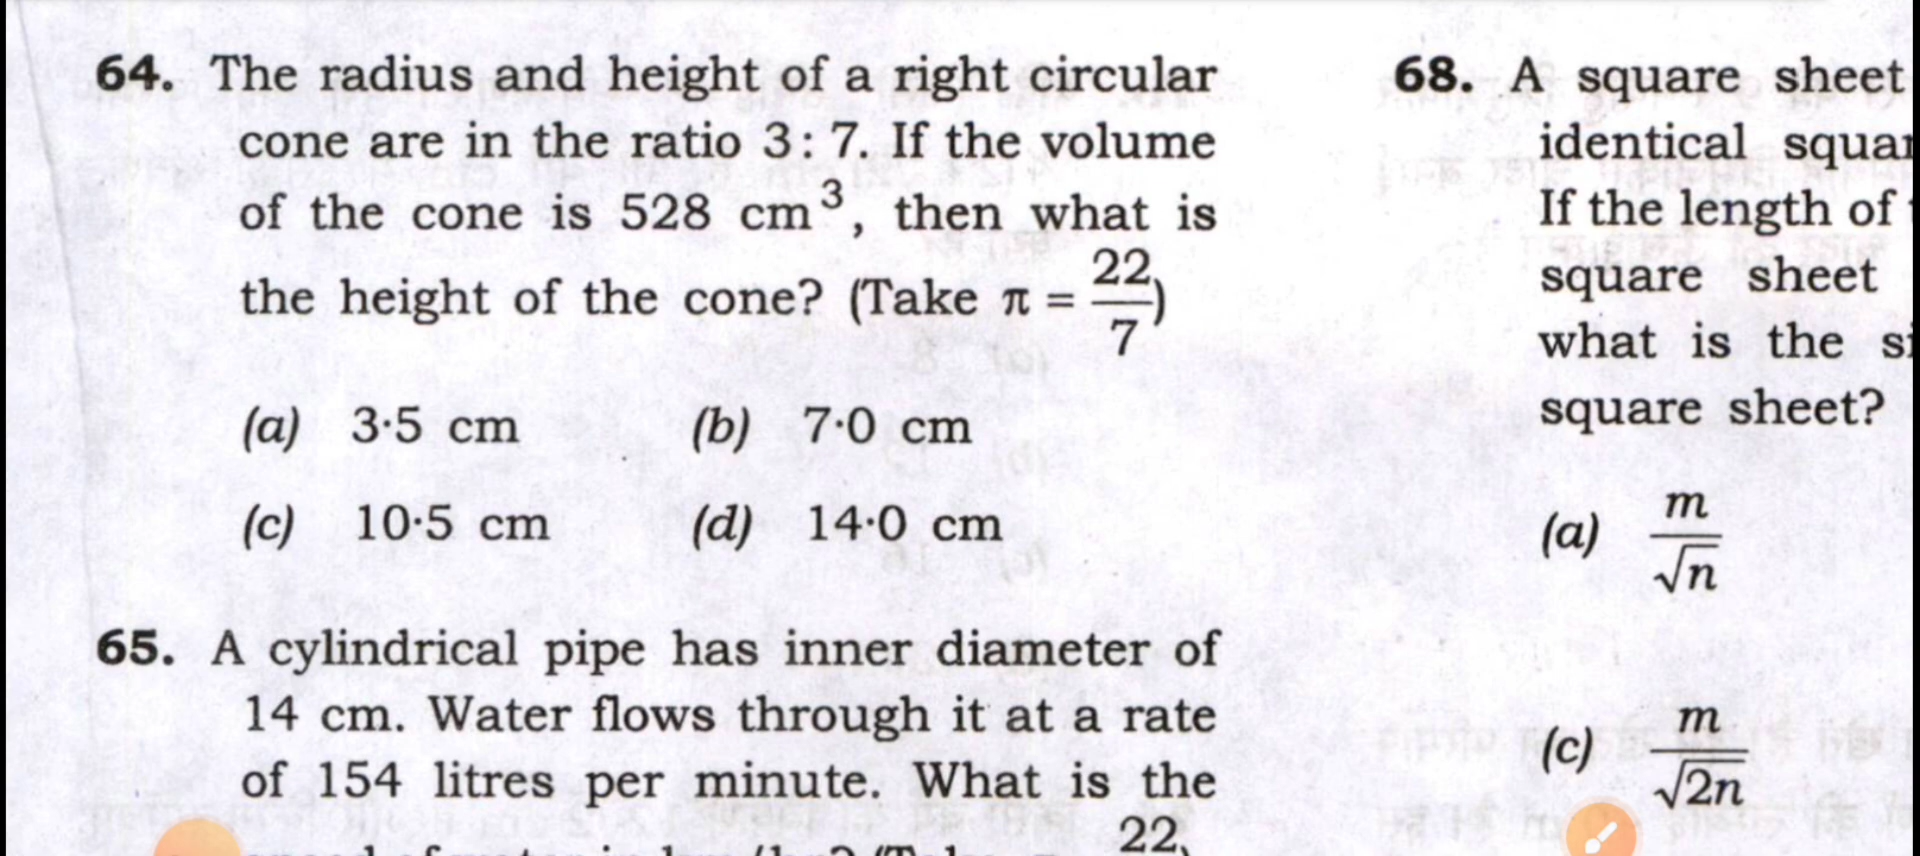 64. The radius and height of a right circular
cone are in the ratio 3 : 7. If the volume
of the cone is 528 cm³, then what is
the height of the cone? (Take π = 22/7)
(a) 3·5 cm (b) 7·0 cm
(c) 10·5 cm (d) 14·0 cm
65. A cylindrical pipe has inner diameter of
14 cm. Water flows through it at a rate
of 154 litres per minute. What is the
22
68. A square sheet
identical
If the length of
square sheet
what is the
square sheet?
(a) m/√n
(c) m/√2n